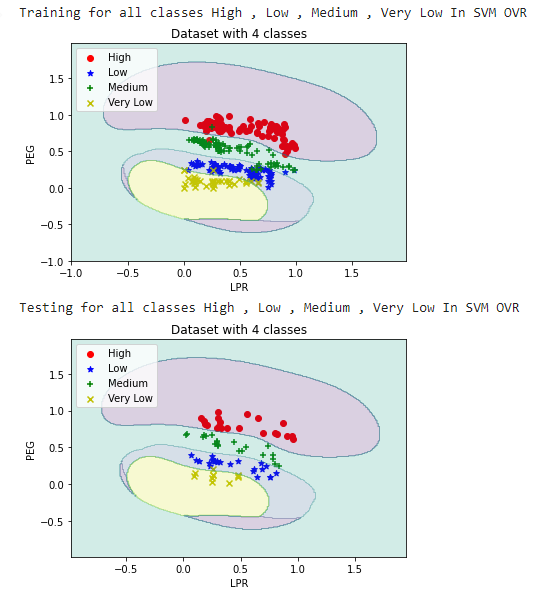 Training for all classes High , Low , Medium , Very Low In SVM OVR
Dataset with 4 classes
High
Low
Medium
Very Low
1.5
1.0
0.5
0.0
−0.5
−1.0
PEG
−1.0 −0.5 0.0 0.5 1.0 1.5
LPR
Testing for all classes High , Low , Medium , Very Low In SVM OVR
Dataset with 4 classes
High
Low
Medium
Very Low
1.5
1.0
0.5
0.0
−0.5
PEG
−0.5 0.0 0.5 1.0 1.5
LPR